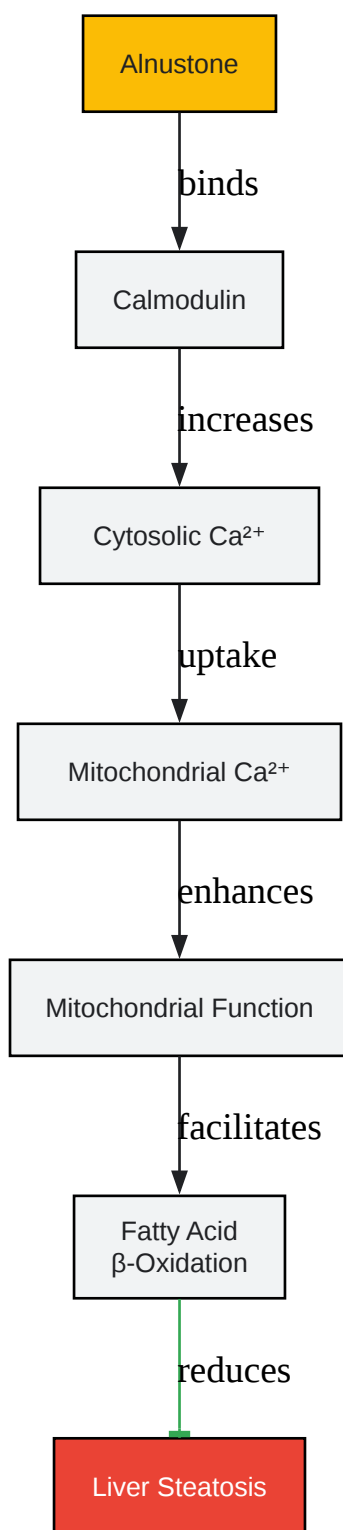 Alnustone
binds
Calmodulin
increases
Cytosolic Ca²⁺
uptake
Mitochondrial Ca²⁺
enhances
Mitochondrial Function
facilitates
Fatty Acid
β-Oxidation
reduces
Liver Steatosis